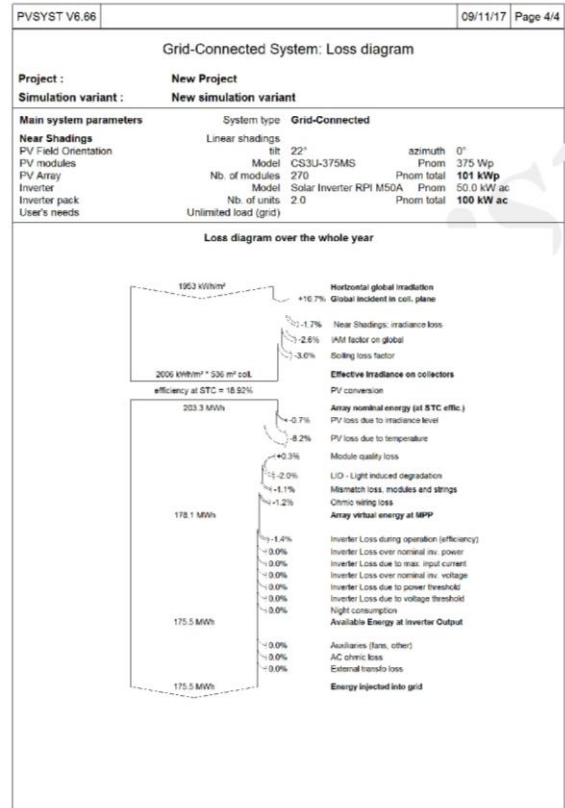 PVSYST V6.66
09/11/17
Page 4/4
Grid-Connected System: Loss diagram
Project : New Project
Simulation variant : New simulation variant
Main system parameters System type Grid-Connected
Near Shadings Linear shadings
PV Field Orientation tilt 22° azimuth 0°
PV modules Model CS3U-375MS Pnom 375 Wp
PV Array Nb. of modules 270 Pnom total 101 kWp
Inverter Model Solar Inverter RPI M50A Pnom 50.0 kW ac
Inverter pack Nb. of units 2.0 Pnom total 100 kW ac
User's needs Unlimited load (grid)
Loss diagram over the whole year
1953 kWh/m² Horizontal global irradiation
+10.7% Global incident in coll. plane
-1.7% Near Shadings: irradiance loss
-2.6% IAM factor on global
-3.0% Soiling loss factor
2006 kWh/m² * 536 m² coll. Effective irradiance on collectors
efficiency at STC = 18.92% PV conversion
203.3 MWh Array nominal energy (at STC effic.)
-0.7% PV loss due to irradiance level
-8.2% PV loss due to temperature
+0.3% Module quality loss
-2.0% LID - Light induced degradation
-1.1% Mismatch loss, modules and strings
-1.2% Ohmic wiring loss
178.1 MWh Array virtual energy at MPP
-1.4% Inverter Loss during operation (efficiency)
0.0% Inverter Loss over nominal inv. power
0.0% Inverter Loss due to max. input current
0.0% Inverter Loss over nominal inv. voltage
0.0% Inverter Loss due to power threshold
0.0% Inverter Loss due to voltage threshold
0.0% Night consumption
175.5 MWh Available Energy at Inverter Output
0.0% Auxiliaries (fans, other)
0.0% AC ohmic loss
0.0% External transfo loss
175.5 MWh Energy injected into grid